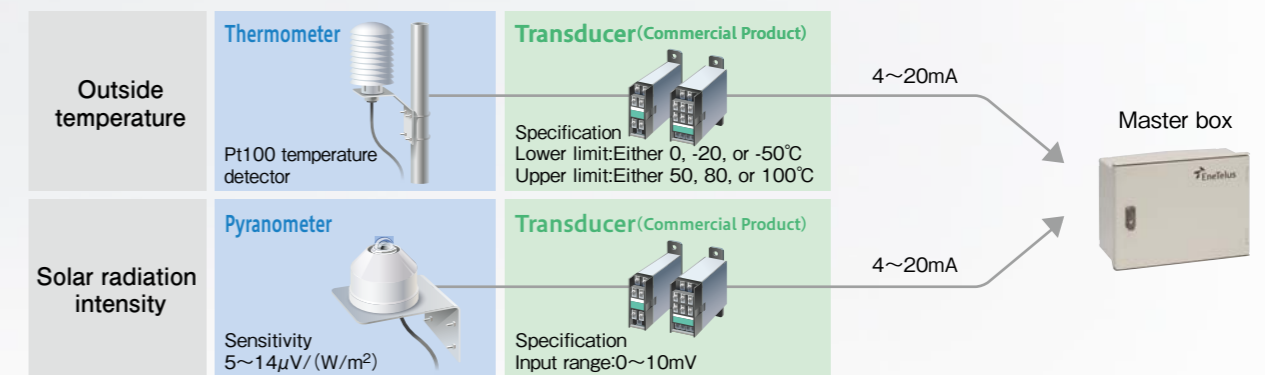 Outside
temperature
Thermometer
Pt100 temperature
detector
Transducer(Commercial Product)
Specification
Lower limit:Either 0, -20, or -50℃
Upper limit:Either 50, 80, or 100℃
4～20mA
Master box
EneTelus
Solar radiation
intensity
Pyranometer
Sensitivity
5～14μV/(W/m²)
Transducer(Commercial Product)
Specification
Input range:0～10mV
4～20mA